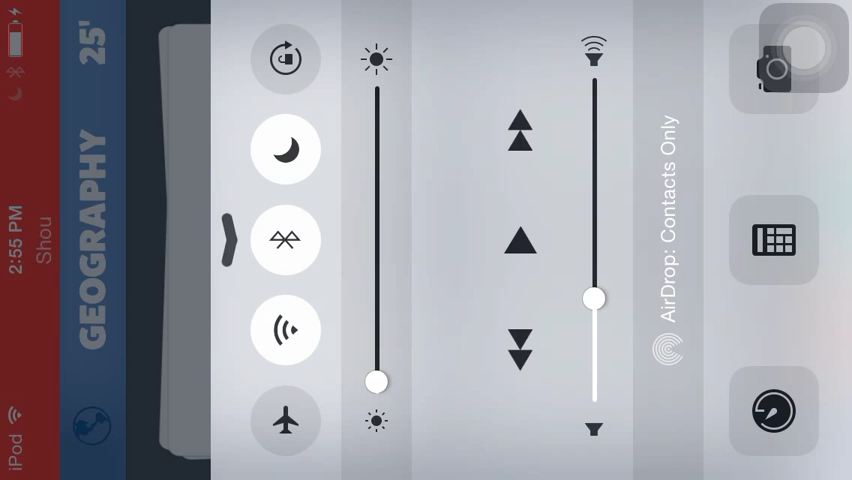 iPod 2:55 PM
Shou
GEOGRAPHY 25'
AirDrop: Contacts Only